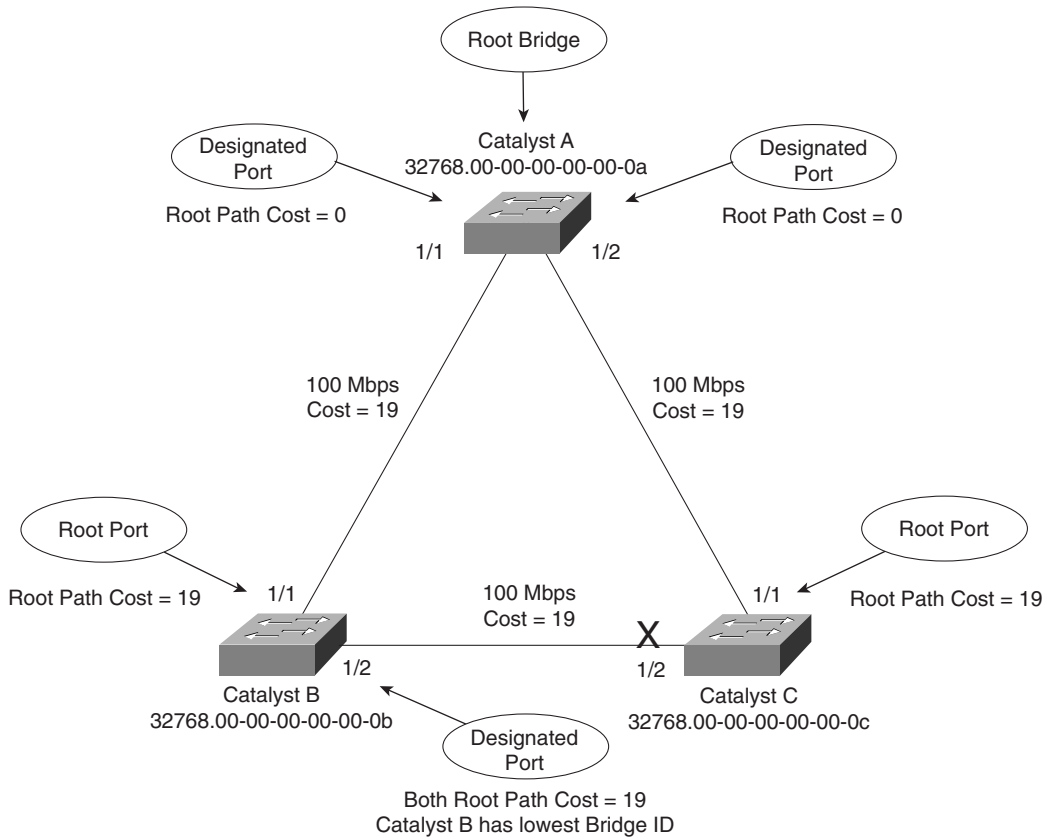 Root Bridge
Catalyst A
32768.00-00-00-00-00-0a
Designated
Port
Root Path Cost = 0
Designated
Port
Root Path Cost = 0
1/1
1/2
100 Mbps
Cost = 19
100 Mbps
Cost = 19
Root Port
Root Path Cost = 19
1/1
100 Mbps
Cost = 19
Root Port
1/1
Root Path Cost = 19
X
1/2
1/2
Catalyst B
32768.00-00-00-00-00-0b
Catalyst C
32768.00-00-00-00-00-0c
Designated
Port
Both Root Path Cost = 19
Catalyst B has lowest Bridge ID